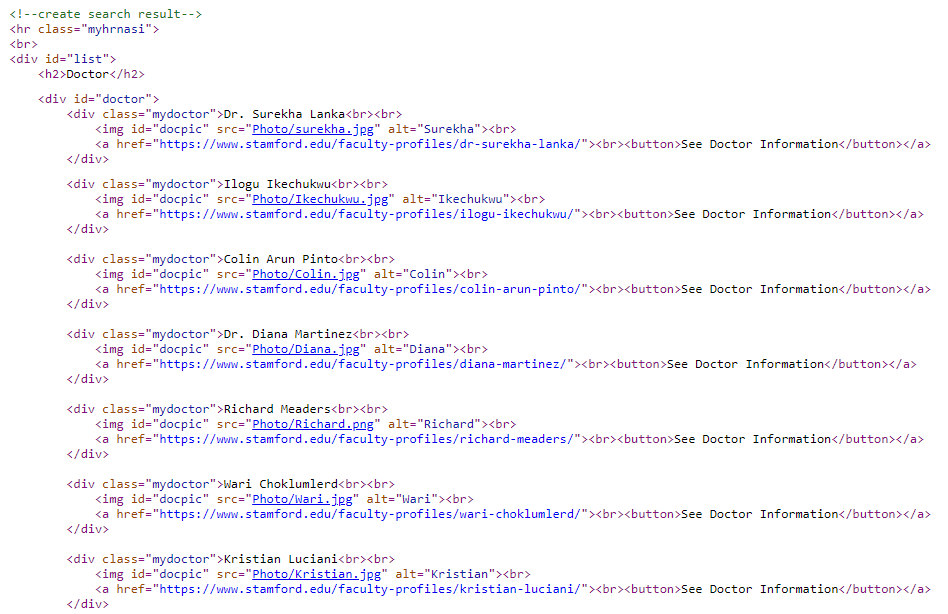 <!--create search result-->
<hr class="myhrnasi">
<br>
<div id="list">
    <h2>Doctor</h2>
    <div id="doctor">
        <div class="mydoctor">Dr. Surekha Lanka<br><br>
            <img id="docpic" src="Photo/surekha.jpg" alt="Surekha"><br>
            <a href="https://www.stamford.edu/faculty-profiles/dr-surekha-lanka/"><br><button>See Doctor Information</button></a>
        </div>
        <div class="mydoctor">Ilogu Ikechukwu<br><br>
            <img id="docpic" src="Photo/Ikechukwu.jpg" alt="Ikechukwu"><br>
            <a href="https://www.stamford.edu/faculty-profiles/ilogu-ikechukwu/"><br><button>See Doctor Information</button></a>
        </div>
        <div class="mydoctor">Colin Arun Pinto<br><br>
            <img id="docpic" src="Photo/Colin.jpg" alt="Colin"><br>
            <a href="https://www.stamford.edu/faculty-profiles/colin-arun-pinto/"><br><button>See Doctor Information</button></a>
        </div>
        <div class="mydoctor">Dr. Diana Martinez<br><br>
            <img id="docpic" src="Photo/Diana.jpg" alt="Diana"><br>
            <a href="https://www.stamford.edu/faculty-profiles/diana-martinez/"><br><button>See Doctor Information</button></a>
        </div>
        <div class="mydoctor">Richard Meaders<br><br>
            <img id="docpic" src="Photo/Richard.png" alt="Richard"><br>
            <a href="https://www.stamford.edu/faculty-profiles/richard-meaders/"><br><button>See Doctor Information</button></a>
        </div>
        <div class="mydoctor">Wari Choklumlerd<br><br>
            <img id="docpic" src="Photo/Wari.jpg" alt="Wari"><br>
            <a href="https://www.stamford.edu/faculty-profiles/wari-choklumlerd/"><br><button>See Doctor Information</button></a>
        </div>
        <div class="mydoctor">Kristian Luciani<br><br>
            <img id="docpic" src="Photo/Kristian.jpg" alt="Kristian"><br>
            <a href="https://www.stamford.edu/faculty-profiles/kristian-luciani/"><br><button>See Doctor Information</button></a>
        </div>